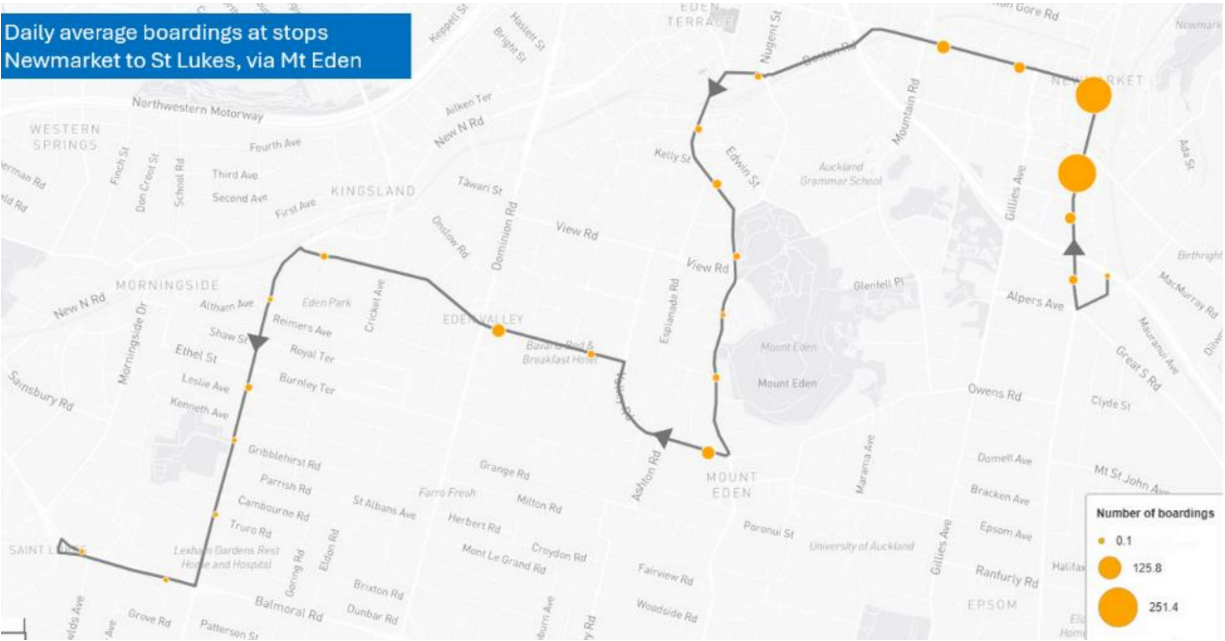 Daily average boardings at stops
Newmarket to St Lukes, via Mt Eden
EDEN
TERRACE
Keppell St
Haslett St
Bright St
Nugent St
Boston Rd
Gore Rd
Newmark
NEWMARKET
Northwestern Motorway
Aitken Ter
New N Rd
WESTERN
SPRINGS
Finch St
Don Croot St
School Rd
Fourth Ave
Third Ave
Second Ave
First Ave
KINGSLAND
Tāwari St
Onslow Rd
Dominion Rd
View Rd
Kelly St
Edwin St
Mountain Rd
Auckland
Grammar School
Gillies Ave
Ada St
View Rd
Esplanade Rd
Glenfell Pl
Birthright
MacMurray Rd
Alpers Ave
Mauranui Ave
Great S Rd
MORNINGSIDE
New N Rd
Morningside Dr
Altham Ave
Eden Park
Cricket Ave
Reimers Ave
Shaw St
Royal Ter
Ethel St
Leslie Ave
Burnley Ter
Kenneth Ave
Sainsbury Rd
EDEN VALLEY
Breakfast Hotel
Mount Eden
Mount Eden
Owens Rd
Clyde St
Gribblehirst Rd
Parrish Rd
Cambourne Rd
Truro Rd
St Albans Ave
Farro Fresh
Grange Rd
Milton Rd
Herbert Rd
Croydon Rd
Mont Le Grand Rd
Ashton Rd
MOUNT
EDEN
Marama Ave
Domett Ave
Mt St John Ave
Bracken Ave
Poronui St
University of Auckland
Gillies Ave
Epsom Ave
Ranfurly Rd
EPSOM
Lexham Gardens Rest
Home and Hospital
Goring Rd
Eldon Rd
Brixton Rd
Balmoral Rd
Dunbar Rd
Fairview Rd
Woodside Rd
Grove Rd
Patterson St
Number of boardings
0.1
125.8
251.4